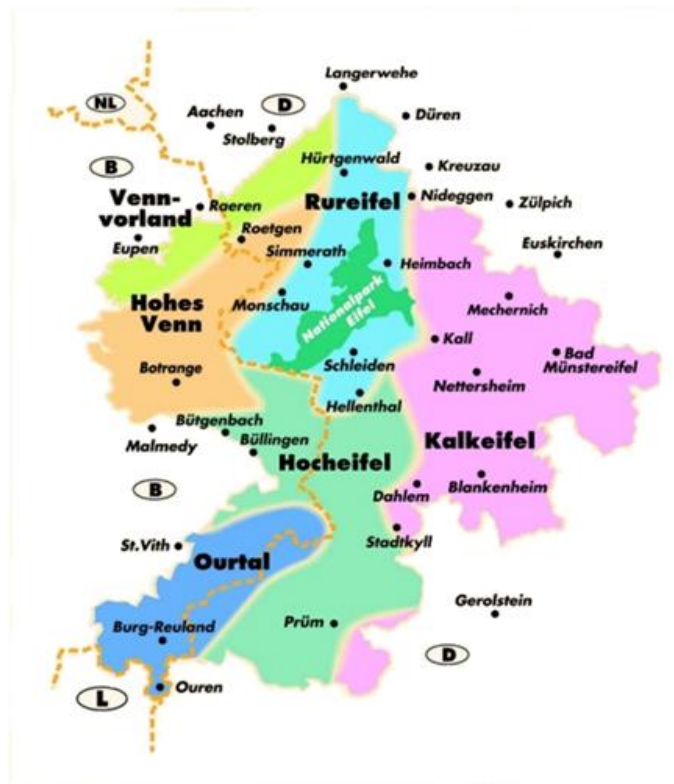 Langerwehe
NL
D
Aachen
Düren
Stolberg
Hürtgenwald
Kreuzau
B
Venn-
vorland
Raeren
Rureifel
Nideggen
Zülpich
Roetgen
Eupen
Simmerath
Heimbach
Euskirchen
Hohes
Venn
Monschau
Nationalpark
Eifel
Mechernich
Kall
Schleiden
Bad
Münstereifel
Botrange
Nettersheim
Hellenthal
Bütgenbach
Malmedy
Büllingen
Hocheifel
Kalkeifel
B
Dahlem
Blankenheim
St.Vith
Stadtkyll
Ourtal
Gerolstein
Burg-Reuland
Prüm
D
L
Ouren